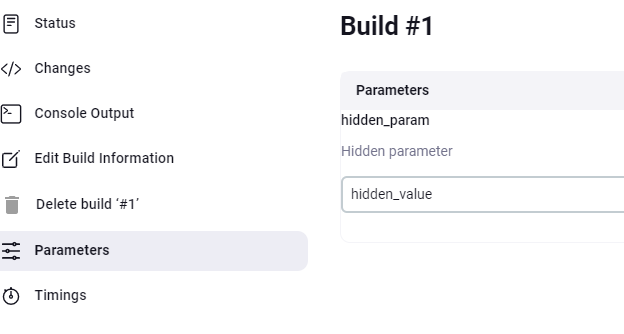 Status
Changes
Console Output
Edit Build Information
Delete build ‘#1’
Parameters
Timings
Build #1
Parameters
hidden_param
Hidden parameter
hidden_value